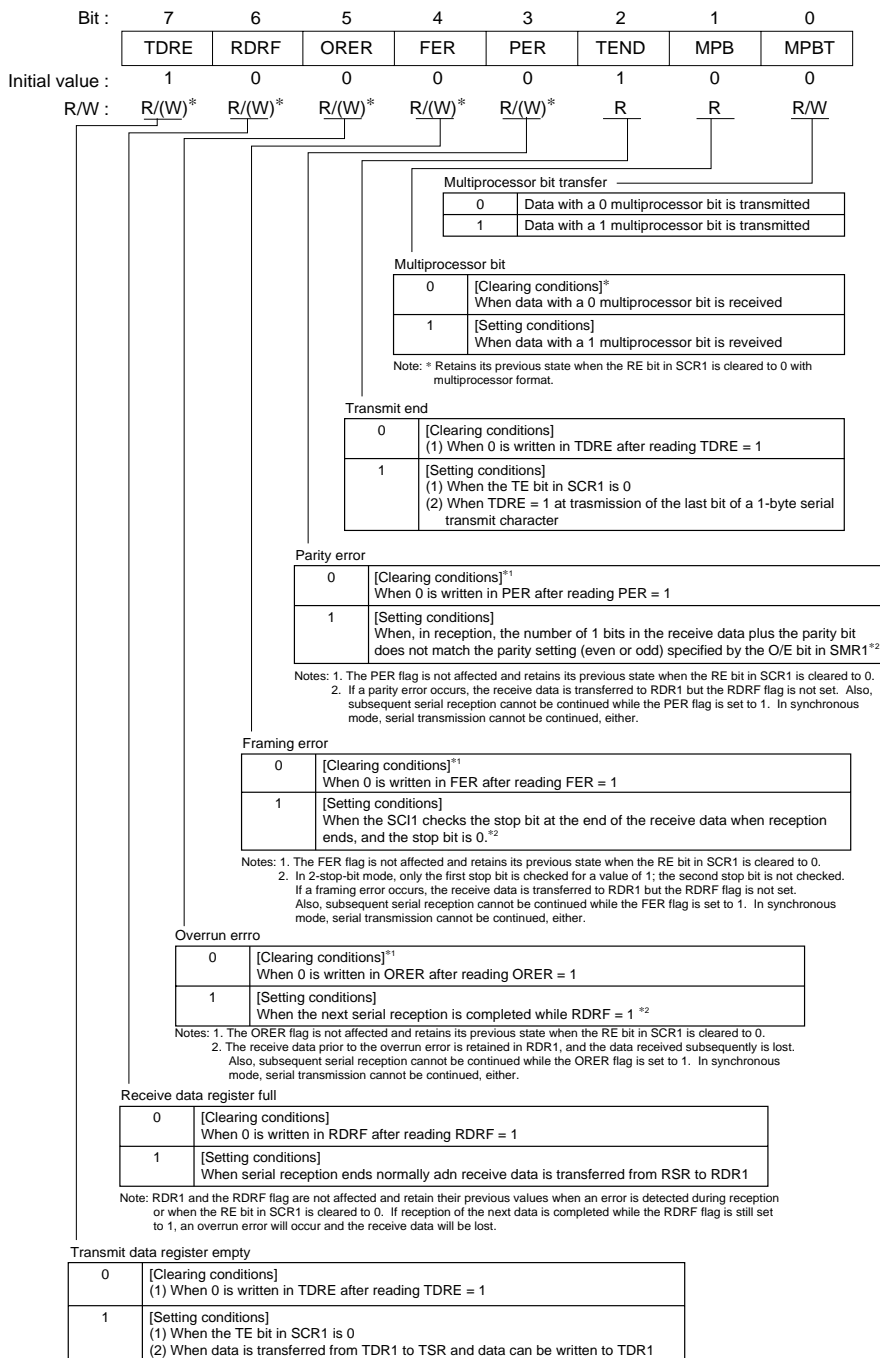 Bit : 7 6 5 4 3 2 1 0
TDRE RDRF ORER FER PER TEND MPB MPBT
Initial value : 1 0 0 0 0 1 0 0
R/W : R/(W)* R/(W)* R/(W)* R/(W)* R/(W)* R R R/W
Multiprocessor bit transfer
0 Data with a 0 multiprocessor bit is transmitted
1 Data with a 1 multiprocessor bit is transmitted
Multiprocessor bit
0 [Clearing conditions]*
When data with a 0 multiprocessor bit is received
1 [Setting conditions]
When data with a 1 multiprocessor bit is reveived
Note: * Retains its previous state when the RE bit in SCR1 is cleared to 0 with
multiprocessor format.
Transmit end
0 [Clearing conditions]
(1) When 0 is written in TDRE after reading TDRE = 1
1 [Setting conditions]
(1) When the TE bit in SCR1 is 0
(2) When TDRE = 1 at trasmission of the last bit of a 1-byte serial
transmit character
Parity error
0 [Clearing conditions]*1
When 0 is written in PER after reading PER = 1
1 [Setting conditions]
When, in reception, the number of 1 bits in the receive data plus the parity bit
does not match the parity setting (even or odd) specified by the O/E bit in SMR1*2
Notes: 1. The PER flag is not affected and retains its previous state when the RE bit in SCR1 is cleared to 0.
2. If a parity error occurs, the receive data is transferred to RDR1 but the RDRF flag is not set. Also,
subsequent serial reception cannot be continued while the PER flag is set to 1. In synchronous
mode, serial transmission cannot be continued, either.
Framing error
0 [Clearing conditions]*1
When 0 is written in FER after reading FER = 1
1 [Setting conditions]
When the SCI1 checks the stop bit at the end of the receive data when reception
ends, and the stop bit is 0.*2
Notes: 1. The FER flag is not affected and retains its previous state when the RE bit in SCR1 is cleared to 0.
2. In 2-stop-bit mode, only the first stop bit is checked for a value of 1; the second stop bit is not checked.
If a framing error occurs, the receive data is transferred to RDR1 but the RDRF flag is not set.
Also, subsequent serial reception cannot be continued while the FER flag is set to 1. In synchronous
mode, serial transmission cannot be continued, either.
Overrun errro
0 [Clearing conditions]*1
When 0 is written in ORER after reading ORER = 1
1 [Setting conditions]
When the next serial reception is completed while RDRF = 1 *2
Notes: 1. The ORER flag is not affected and retains its previous state when the RE bit in SCR1 is cleared to 0.
2. The receive data prior to the overrun error is retained in RDR1, and the data received subsequently is lost.
Also, subsequent serial reception cannot be continued while the ORER flag is set to 1. In synchronous
mode, serial transmission cannot be continued, either.
Receive data register full
0 [Clearing conditions]
When 0 is written in RDRF after reading RDRF = 1
1 [Setting conditions]
When serial reception ends normally adn receive data is transferred from RSR to RDR1
Note: RDR1 and the RDRF flag are not affected and retain their previous values when an error is detected during reception
or when the RE bit in SCR1 is cleared to 0. If reception of the next data is completed while the RDRF flag is still set
to 1, an overrun error will occur and the receive data will be lost.
Transmit data register empty
0 [Clearing conditions]
(1) When 0 is written in TDRE after reading TDRE = 1
1 [Setting conditions]
(1) When the TE bit in SCR1 is 0
(2) When data is transferred from TDR1 to TSR and data can be written to TDR1